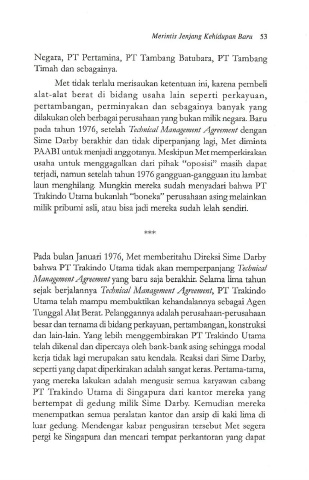 Merintis Jenjang Kehidupan Baru 53
Negara, PT Pertamina, PT Tambang Batubara, PT Tambang
Timah dan sebagainya.
Met tidak terlalu merisaukan ketentuan ini, karena pembeli
alat-alat berat di bidang usaha lain seperti perkayuan,
pertambangan, perminyakan dan sebagainya banyak yang
dilakukan oleh berbagai perusahaan yang bukan milik negara. Baru
pada tahun 1976, setelah Technical Management Agreement dengan
Sime Darby berakhir dan tidak diperpanjang lagi, Met diminta
PAABI untuk menjadi anggotanya. Meskipun Met memperkirakan
usaha untuk menggagalkan dari pihak "oposisi" masih dapat
terjadi, namun setelah tahun 1976 gangguan-gangguan itu lambat
laun menghilang. Mungkin mereka sudah menyadari bahwa PT
Trakindo Utama bukanlah "boneka" perusahaan asing melainkan
milik pribumi asli, atau bisa jadi mereka sudah lelah sendiri.
***
Pada bulan Januari 1976, Met memberitahu Direksi Sime Darby
bahwa PT Trakindo Utama tidak akan memperpanjang Technical
Management Agreement yang baru saja berakhir. Selama lima tahun
sejak berjalannya Technical Management Agreement, PT Trakindo
Utama telah mampu membuktikan kehandalannya sebagai Agen
Tunggal Alat Berat. Pelanggannya adalah perusahaan-perusahaan
besar dan ternama di bidang perkayuan, pertambangan, konstruksi
dan lain-lain. Yang lebih menggembirakan PT Trakindo Utama
telah dikenal dan dipercaya oleh bank-bank asing sehingga modal
kerja tidak lagi merupakan satu kendala. Reaksi dari Sime Darby,
seperti yang dapat diperkirakan adalah sangat keras. Pertama-tama,
yang mereka lakukan adalah mengusir semua karyawan cabang
PT Trakindo Utama di Singapura dari kantor mereka yang
bertempat di gedung milik Sime Darby. Kemudian mereka
menempatkan semua peralatan kantor dan arsip di kaki lima di
luar gedung. Mendengar kabar pengusiran tersebut Met segera
pergi ke Singapura dan mencari tempat perkantoran yang dapat